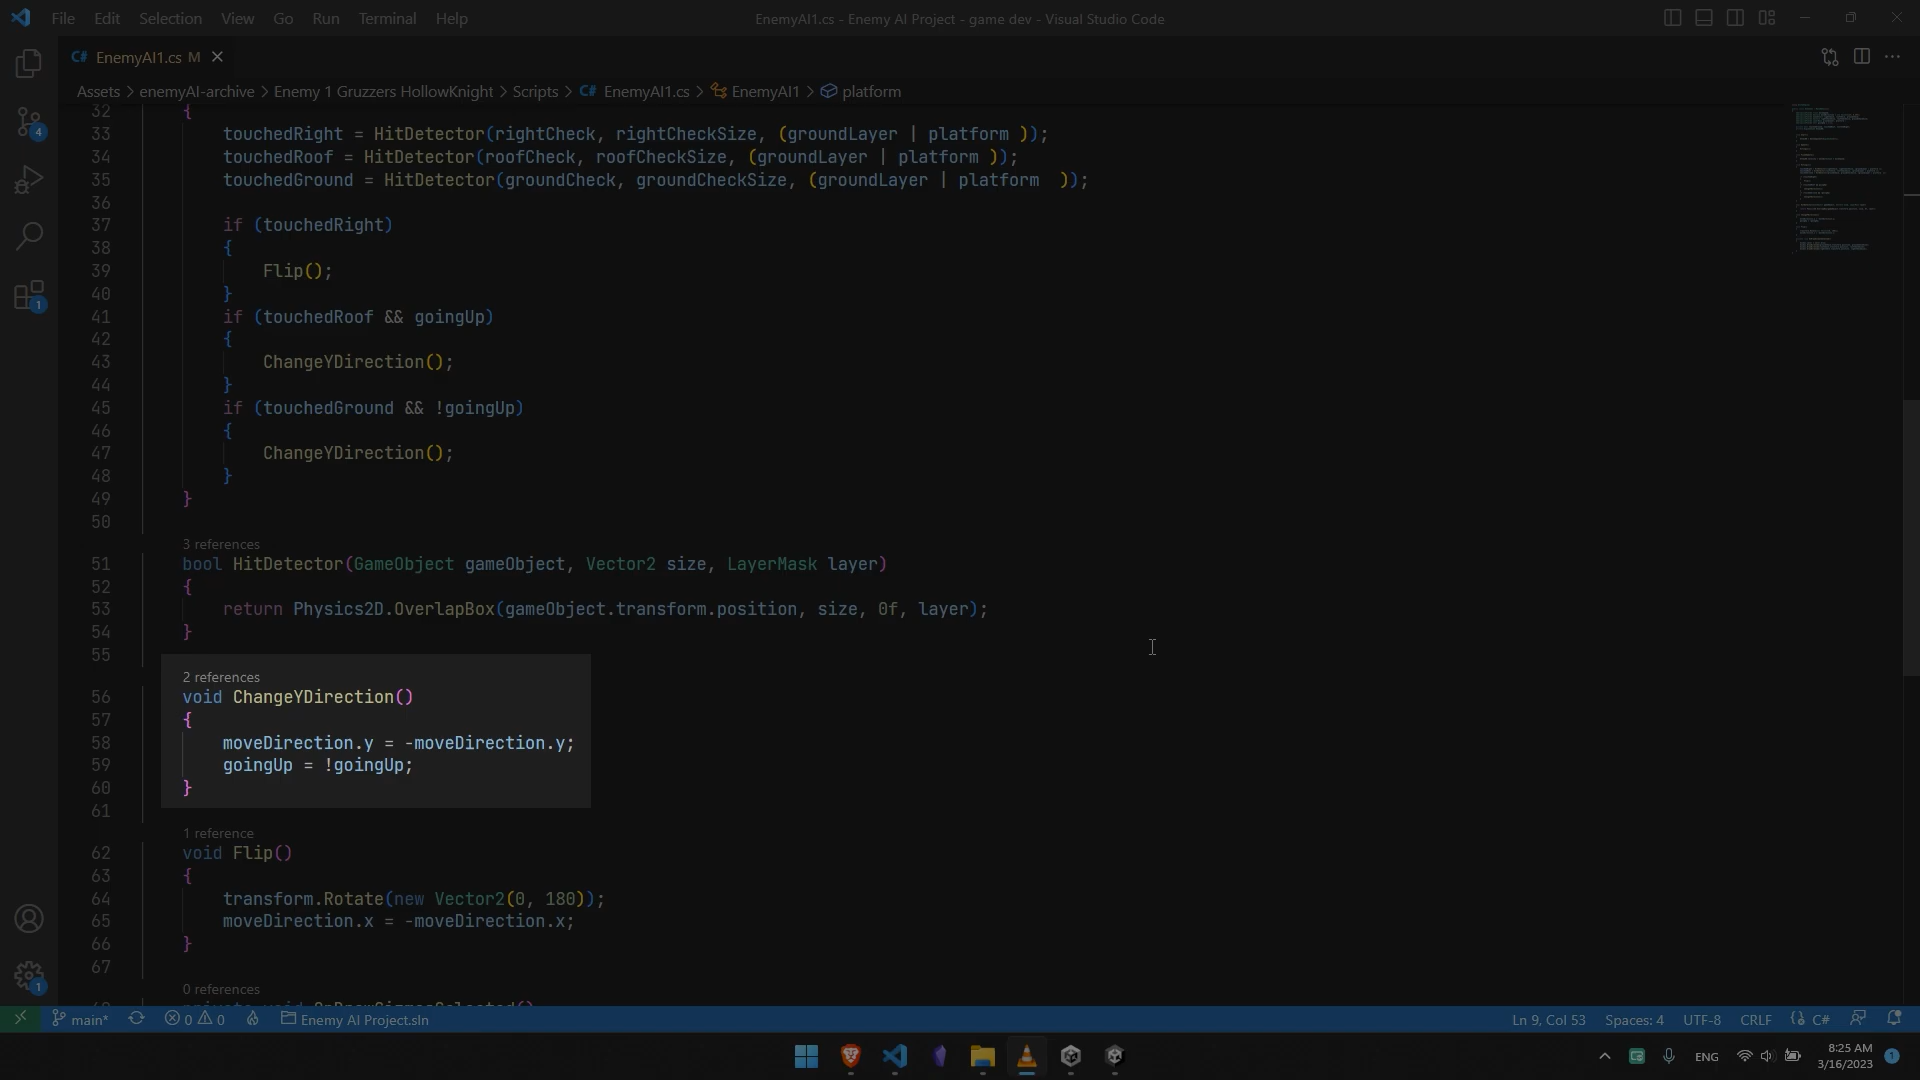 File Edit Selection View Go Run Terminal Help
EnemyAI1.cs - Enemy AI Project - game dev - Visual Studio Code
C# EnemyAI1.cs M
Assets > enemyAI-archive > Enemy 1 Gruzzers HollowKnight > Scripts > C# EnemyAI1.cs > EnemyAI1 > platform
4
1
32 {
33 touchedRight = HitDetector(rightCheck, rightCheckSize, (groundLayer | platform ));
34 touchedRoof = HitDetector(roofCheck, roofCheckSize, (groundLayer | platform ));
35 touchedGround = HitDetector(groundCheck, groundCheckSize, (groundLayer | platform  ));
36
37 if (touchedRight)
38 {
39 Flip();
40 }
41 if (touchedRoof && goingUp)
42 {
43 ChangeYDirection();
44 }
45 if (touchedGround && !goingUp)
46 {
47 ChangeYDirection();
48 }
49 }
50
3 references
51 bool HitDetector(GameObject gameObject, Vector2 size, LayerMask layer)
52 {
53 return Physics2D.OverlapBox(gameObject.transform.position, size, 0f, layer);
54 }
55
2 references
56 void ChangeYDirection()
57 {
58 moveDirection.y = -moveDirection.y;
59 goingUp = !goingUp;
60 }
61
1 reference
62 void Flip()
63 {
64 transform.Rotate(new Vector2(0, 180));
65 moveDirection.x = -moveDirection.x;
66 }
67
0 references
68 private void OnDrawGizmosSelected()
1
main* 0 0 Enemy AI Project.sln
Ln 9, Col 53 Spaces: 4 UTF-8 CRLF {} C#
ENG
8:25 AM
3/16/2023
1